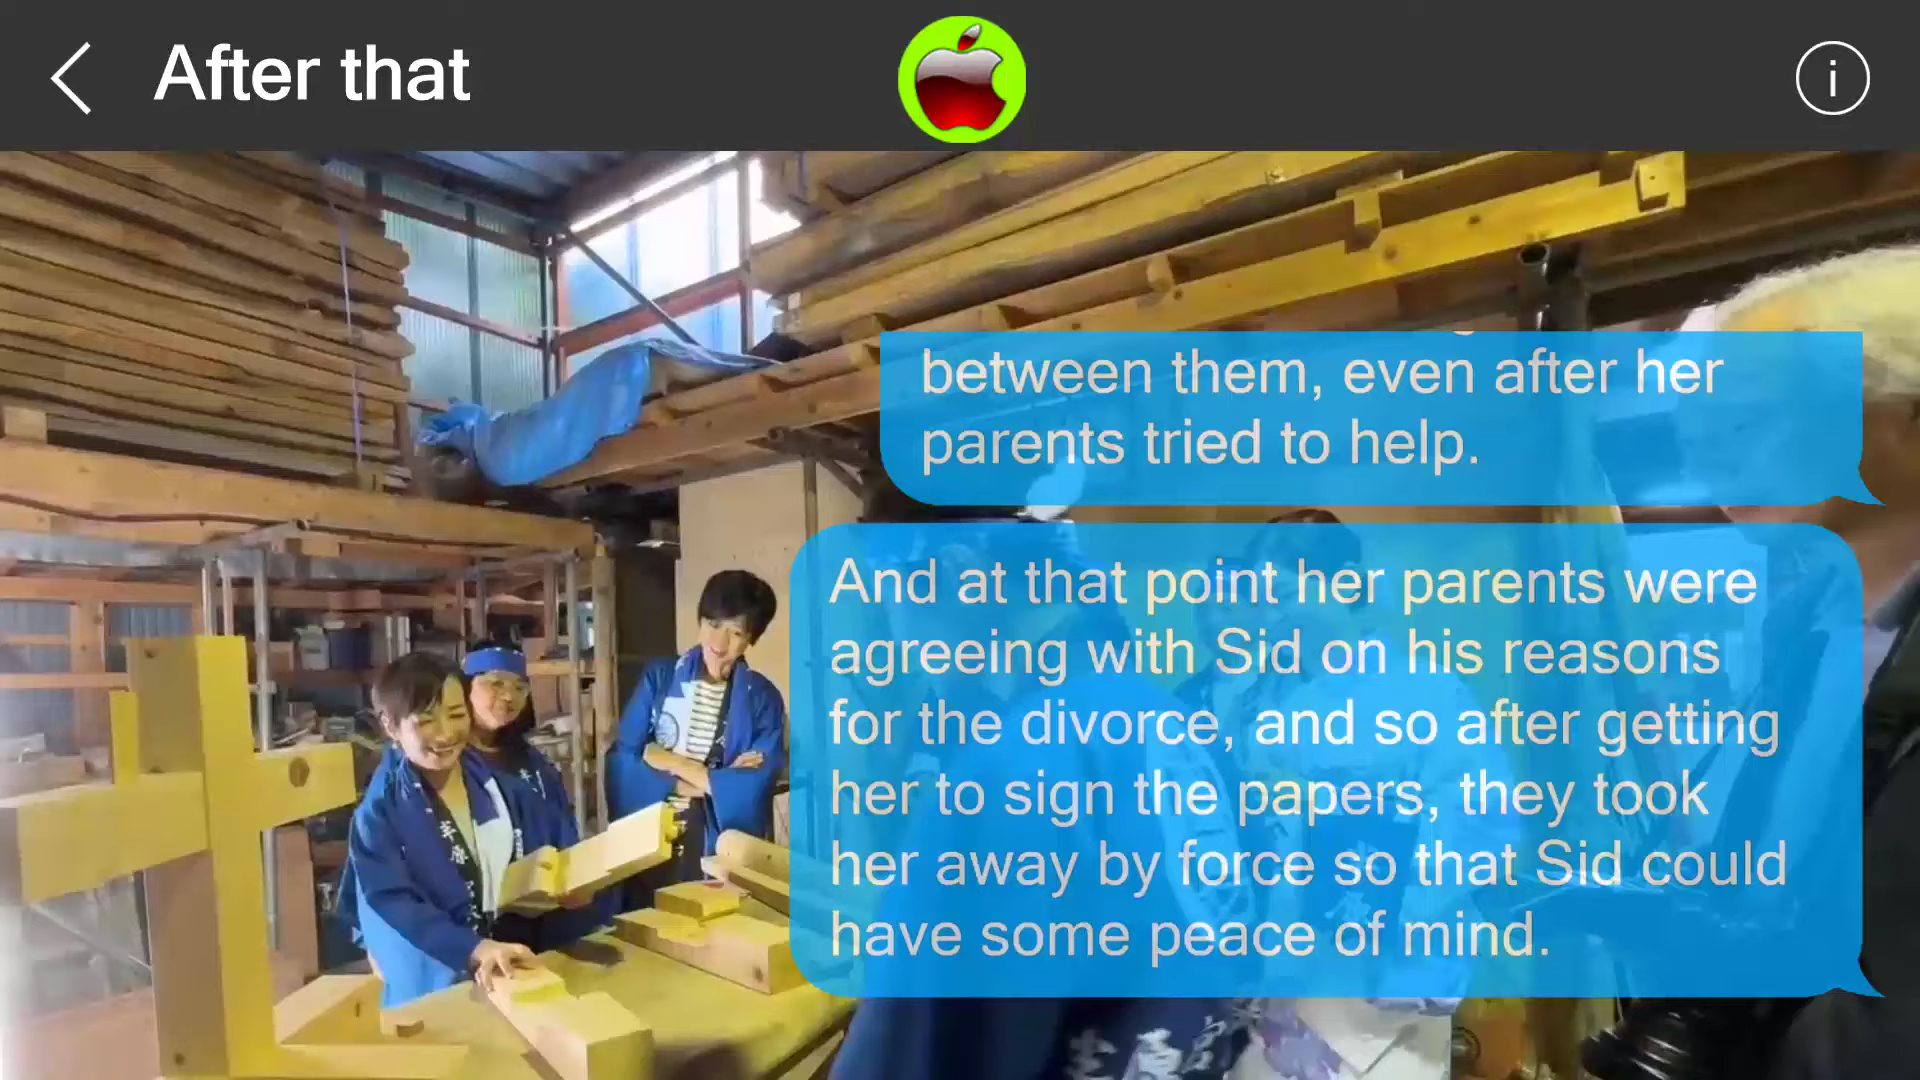 After that
between them, even after her
parents tried to help.
And at that point her parents were
agreeing with Sid on his reasons
for the divorce, and so after getting
her to sign the papers, they took
her away by force so that Sid could
have some peace of mind.